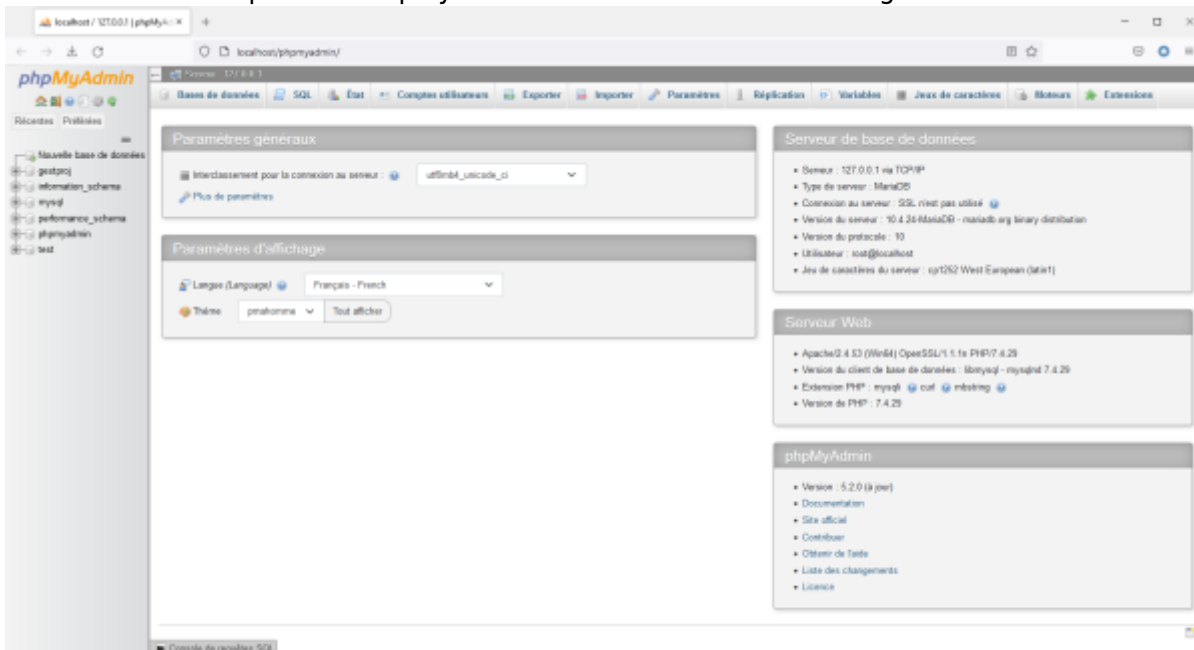 localhost / 127.0.0.1 | phpMyAd
localhost/phpmyadmin/
phpMyAdmin
Récentes Préférées
Nouvelle base de données
gestproj
information_schema
mysql
performance_schema
phpmyadmin
test
Serveur : 127.0.0.1
Bases de données SQL État Comptes utilisateurs Exporter Importer Paramètres Réplication Variables Jeux de caractères Moteurs Extensions
Paramètres généraux
Interclassement pour la connexion au serveur : utf8mb4_unicode_ci
Plus de paramètres
Paramètres d'affichage
Langue (Language) Français - French
Thème pmahomme Tout afficher
Serveur de base de données
Serveur : 127.0.0.1 via TCP/IP
Type de serveur : MariaDB
Connexion au serveur : SSL n'est pas utilisé
Version du serveur : 10.4.24-MariaDB - mariadb.org binary distribution
Version du protocole : 10
Utilisateur : root@localhost
Jeu de caractères du serveur : cp1252 West European (latin1)
Serveur Web
Apache/2.4.53 (Win64) OpenSSL/1.1.1n PHP/7.4.29
Version du client de base de données : libmysql - mysqlnd 7.4.29
Extension PHP : mysqli curl mbstring
Version de PHP : 7.4.29
phpMyAdmin
Version : 5.2.0 (à jour)
Documentation
Site officiel
Contribuer
Obtenir de l'aide
Liste des changements
Licence
Console de requêtes SQL